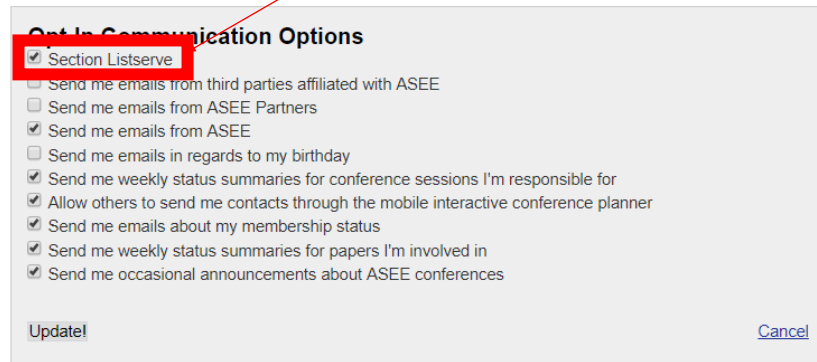 Opt In Communication Options
Section Listserve
Send me emails from third parties affiliated with ASEE
Send me emails from ASEE Partners
Send me emails from ASEE
Send me emails in regards to my birthday
Send me weekly status summaries for conference sessions I'm responsible for
Allow others to send me contacts through the mobile interactive conference planner
Send me emails about my membership status
Send me weekly status summaries for papers I'm involved in
Send me occasional announcements about ASEE conferences
Update! Cancel